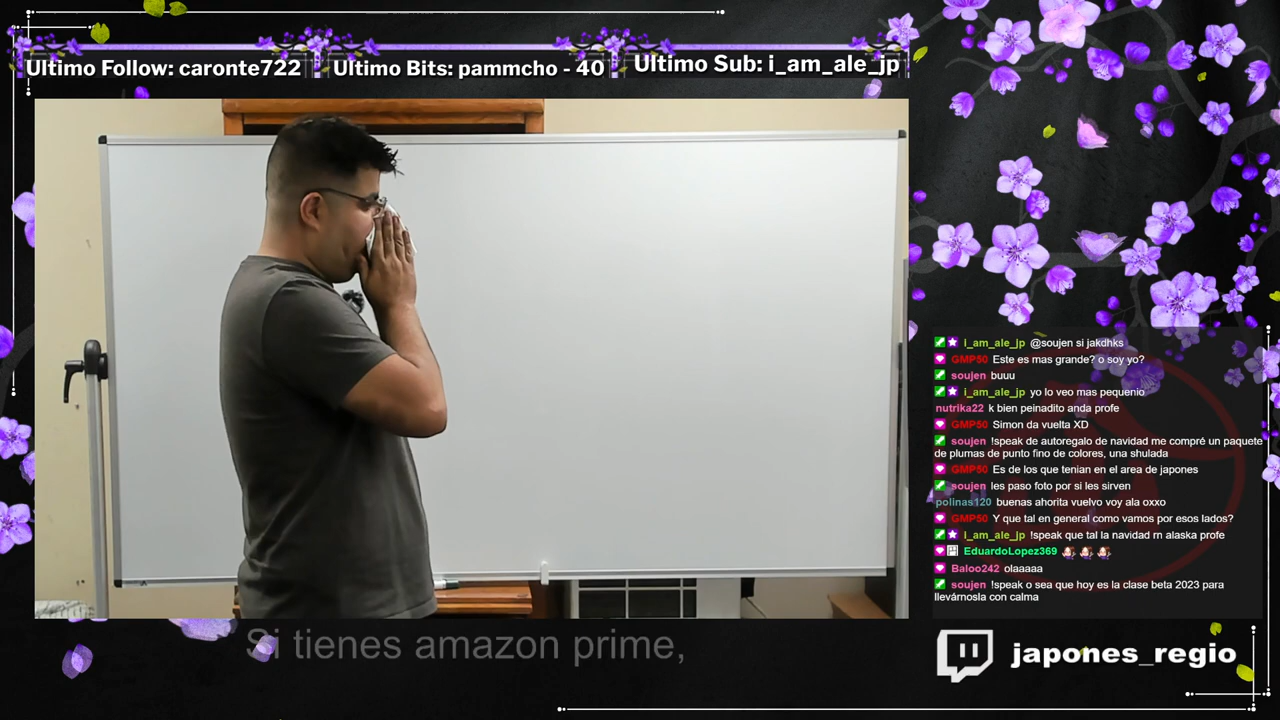 Ultimo Follow: caronte722
Ultimo Bits: pammcho - 40
Ultimo Sub: i_am_ale_jp
i_am_ale_jp @soujen si jakdhks
GMP50 Este es mas grande? o soy yo?
soujen buuu
i_am_ale_jp yo lo veo mas pequenio
nutrika22 k bien peinadito anda profe
GMP50 Simon da vuelta XD
soujen !speak de autoregalo de navidad me compré un paquete
de plumas de punto fino de colores, una shulada
GMP50 Es de los que tenian en el area de japones
soujen les paso foto por si les sirven
polinas120 buenas ahorita vuelvo voy ala oxxo
GMP50 Y que tal en general como vamos por esos lados?
i_am_ale_jp !speak que tal la navidad rn alaska profe
EduardoLopez369
Baloo242 olaaaaa
soujen !speak o sea que hoy es la clase beta 2023 para
llevárnosla con calma
Si tienes amazon prime,
japones_regio